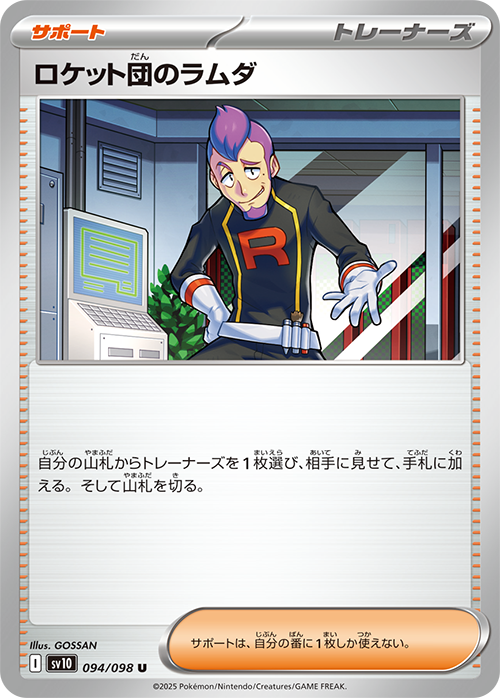 サポート
トレーナーズ
ロケット団のラムダ
だん
R
じぶん やまふだ まいえら あいて み てふだ くわ
自分の山札からトレーナーズを1枚選び、相手に見せて、手札に加
やまふだ き
える。そして山札を切る。
Illus. GOSSAN
じぶん ばん まい つか
サポートは、自分の番に1枚しか使えない。
I sv10 094/098 U
©2025 Pokémon/Nintendo/Creatures/GAME FREAK.